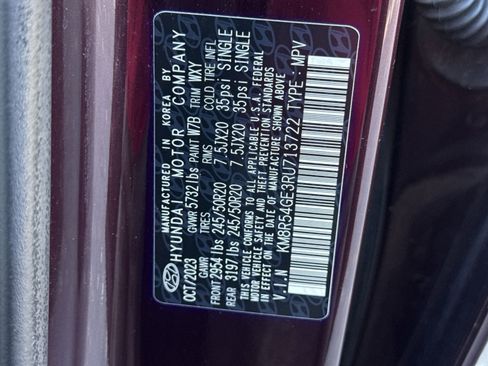 MANUFACTURED IN KOREA BY
HYUNDAI MOTOR COMPANY
OCT/2023 GVWR 5732 lbs PAINT W7B TRIM WXY
GAWR TIRES RIMS COLD TIRE INFL
FRONT 2954 lbs 245/50R20 7.5JX20 35psi SINGLE
REAR 3197 lbs 245/50R20 7.5JX20 35psi SINGLE
THIS VEHICLE CONFORMS TO ALL APPLICABLE U.S.A. FEDERAL
MOTOR VEHICLE SAFETY AND BUMPER STANDARDS
IN EFFECT ON THE DATE OF MANUFACTURE SHOWN ABOVE
V.I.N KM8R54GE3RU713722 TYPE : MPV